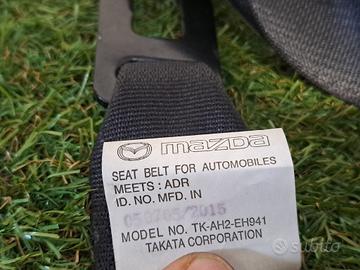 mazda
SEAT BELT FOR AUTOMOBILES
MEETS: ADR
ID. NO. MFD. IN
MODEL NO. TK-AH2-EH941
TAKATA CORPORATION
subito